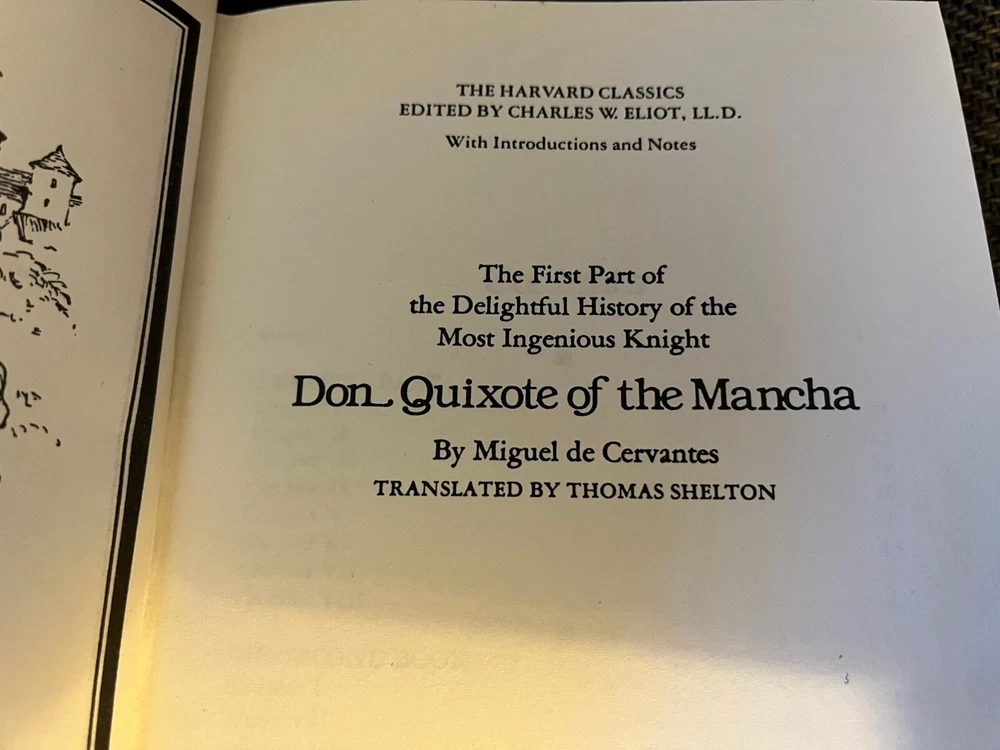 THE HARVARD CLASSICS
EDITED BY CHARLES W. ELIOT, LL.D.
With Introductions and Notes
The First Part of
the Delightful History of the
Most Ingenious Knight
Don Quixote of the Mancha
By Miguel de Cervantes
TRANSLATED BY THOMAS SHELTON